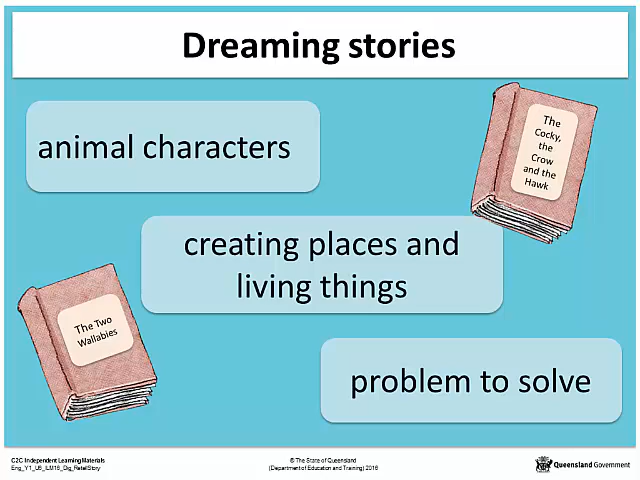 Dreaming stories
animal characters
The
Cocky,
the
Crow
and the
Hawk
creating places and
living things
The Two
Wallabies
problem to solve
C2C Independent Learning Materials
Eng_Y1_U5_ILM16_Dig_RetellStory
© The State of Queensland
(Department of Education and Training) 2016
Queensland Government